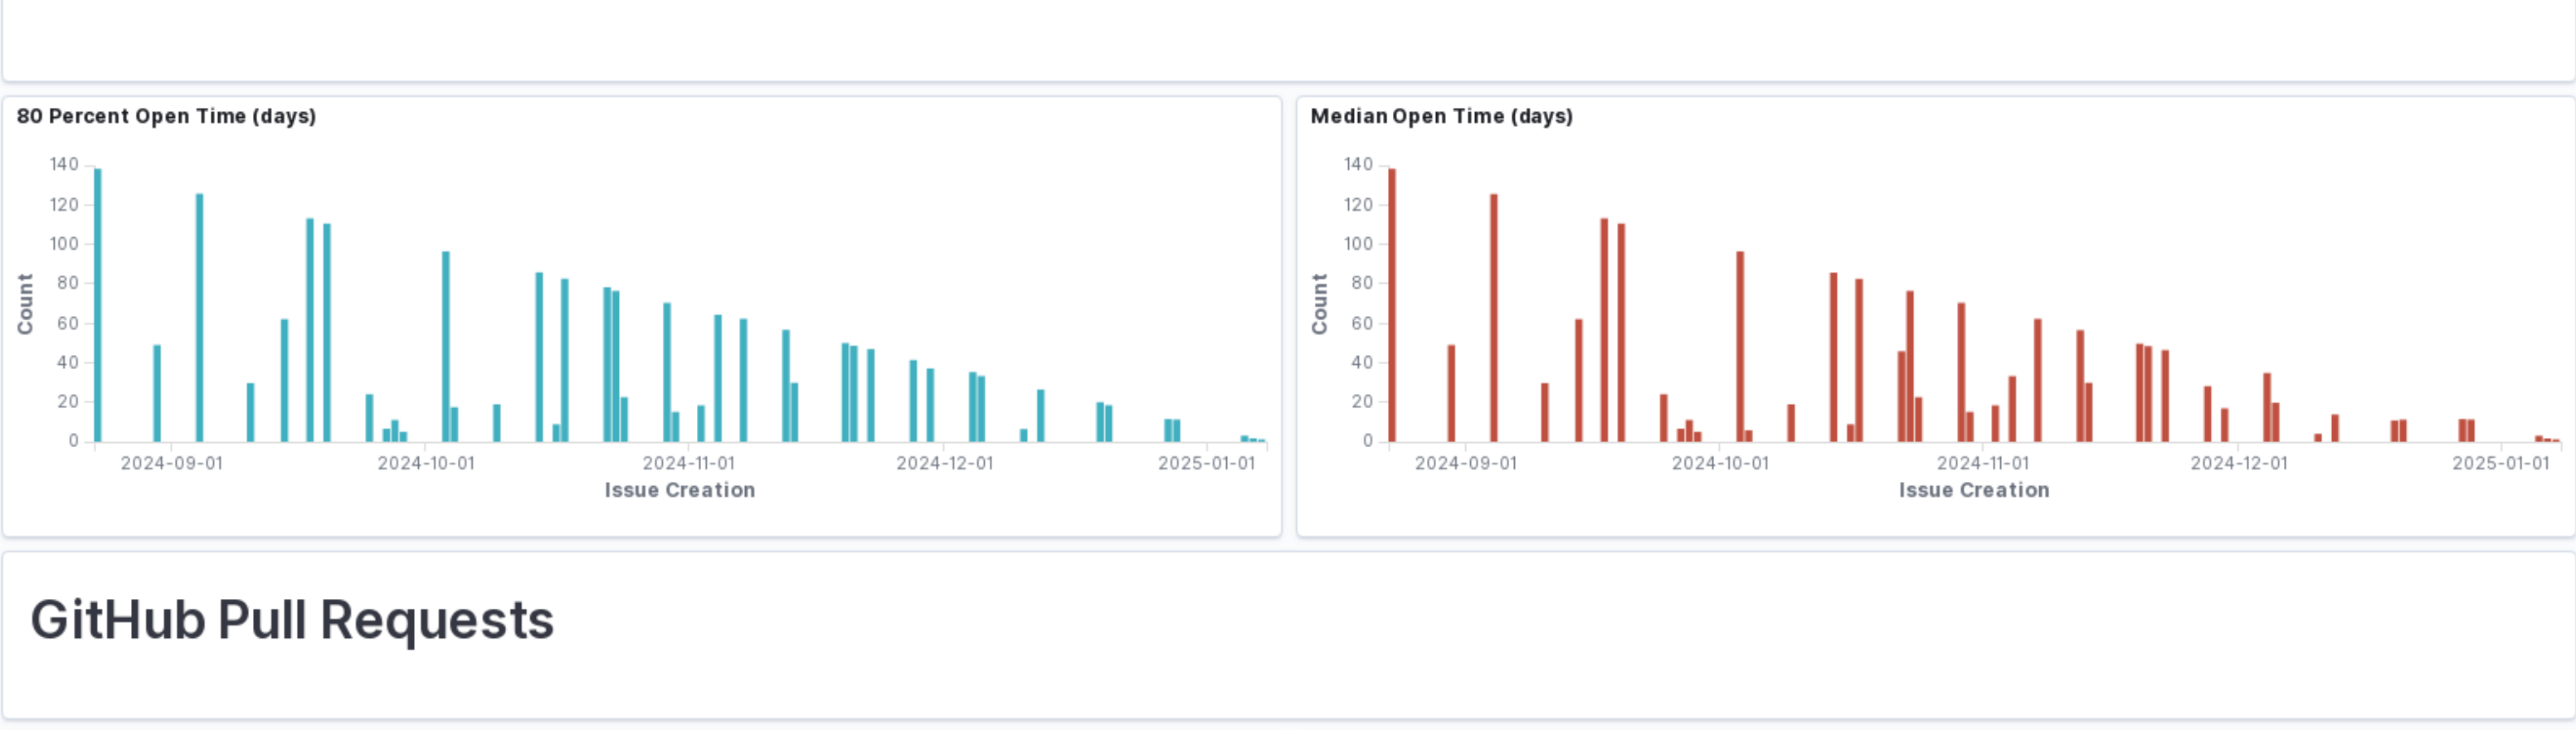 80 Percent Open Time (days)
140
120
100
80
60
40
20
0
Count
2024-09-01 2024-10-01 2024-11-01 2024-12-01 2025-01-01
Issue Creation
Median Open Time (days)
140
120
100
80
60
40
20
0
Count
2024-09-01 2024-10-01 2024-11-01 2024-12-01 2025-01-01
Issue Creation
GitHub Pull Requests